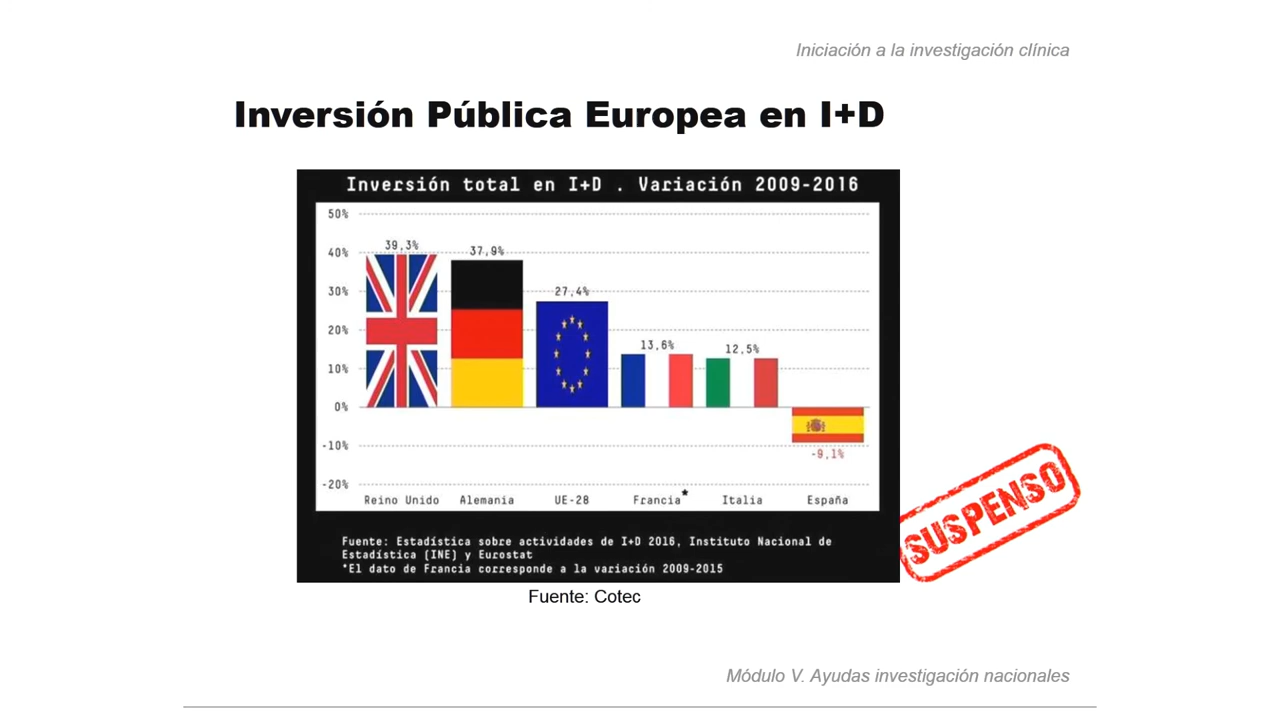 Iniciación a la investigación clínica
Inversión Pública Europea en I+D
Inversión total en I+D . Variación 2009-2016
50%
40%
30%
20%
10%
0%
-10%
-20%
39,3%
37,9%
27,4%
13,6%
12,5%
-9,1%
Reino Unido
Alemania
UE-28
Francia*
Italia
España
SUSPENSO
Fuente: Estadística sobre actividades de I+D 2016, Instituto Nacional de
Estadística (INE) y Eurostat
*El dato de Francia corresponde a la variación 2009-2015
Fuente: Cotec
Módulo V. Ayudas investigación nacionales